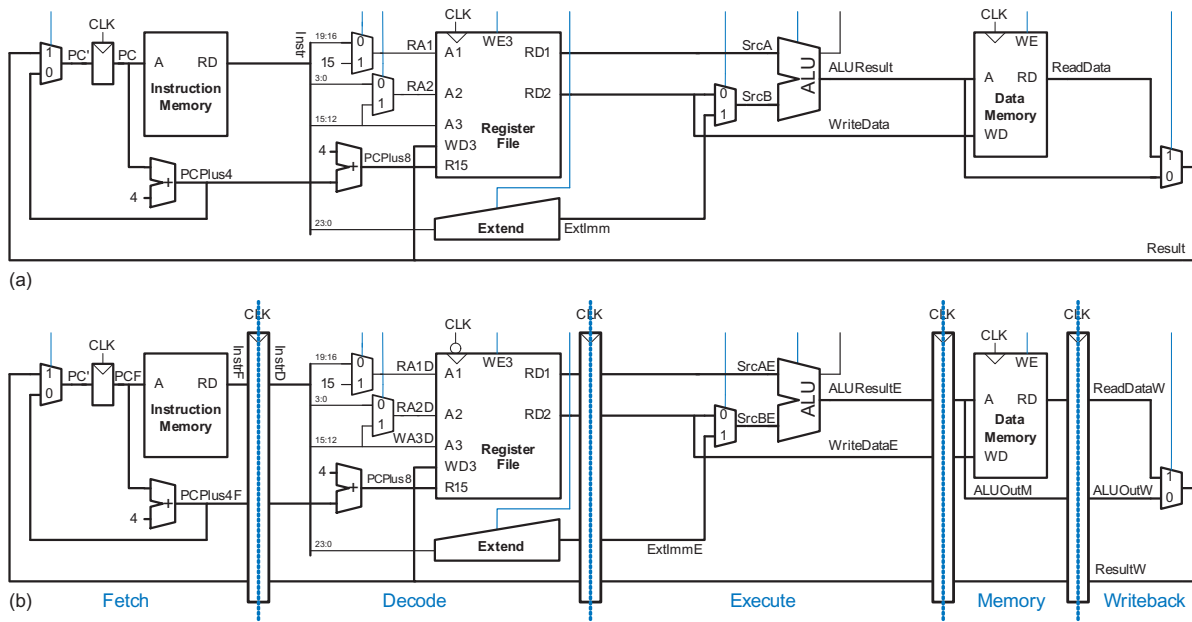 CLK CLK CLK
1 0 PC' PC A RD Instruction Memory Instr 19:16 15 0 1 RA1 A1 WE3 RD1 SrcA ALU ALUResult A RD WE ReadData
3:0 0 1 RA2 A2 RD2 0 1 SrcB Data Memory
15:12 A3 Register File WriteData WD 1 0
4 + PCPlus4 4 + PCPlus8 WD3 R15
23:0 Extend ExtImm
Result
(a)
CLK CLK CLK CLK CLK CLK CLK
1 0 PC' PCF A RD Instruction Memory InstrF InstrD 19:16 15 0 1 RA1D A1 WE3 RD1 SrcAE ALU ALUResultE A RD WE ReadDataW
3:0 0 1 RA2D A2 RD2 0 1 SrcBE Data Memory
15:12 WA3D A3 Register File WriteDataE WD 1 0
4 + PCPlus4F 4 + PCPlus8 WD3 R15 ALUOutM ALUOutW
23:0 Extend ExtImmE
ResultW
(b) Fetch Decode Execute Memory Writeback